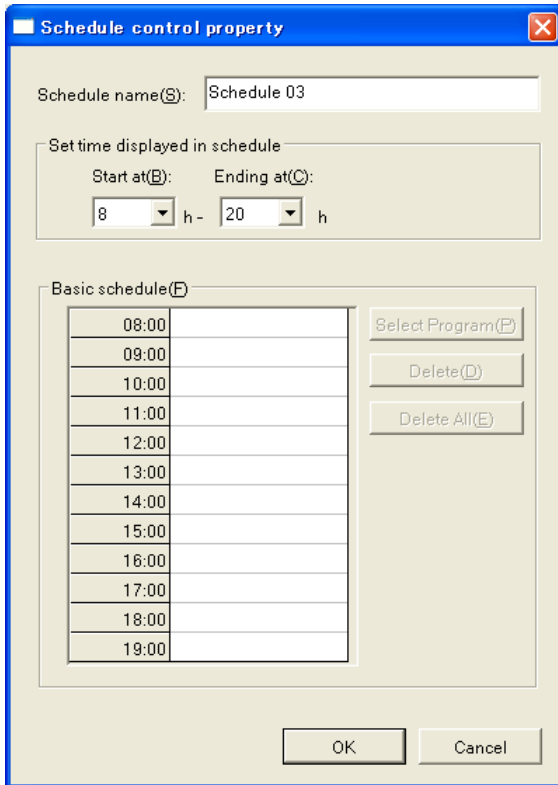 Schedule control property
Schedule name(S): Schedule 03
Set time displayed in schedule
Start at(B): Ending at(C):
8 h - 20 h
Basic schedule(F)
08:00 Select Program(P)
09:00
10:00 Delete(D)
11:00 Delete All(E)
12:00
13:00
14:00
15:00
16:00
17:00
18:00
19:00
OK Cancel